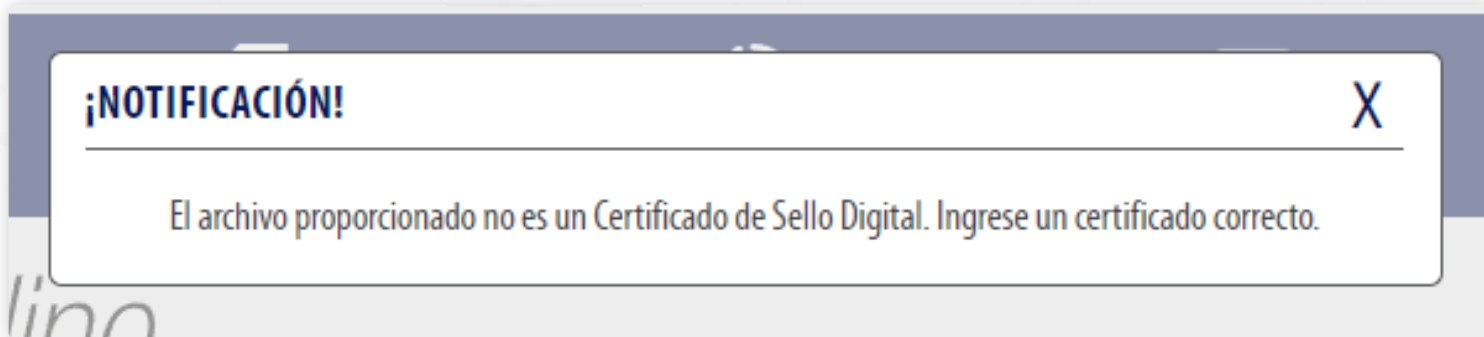 ¡NOTIFICACIÓN!
X
El archivo proporcionado no es un Certificado de Sello Digital. Ingrese un certificado correcto.